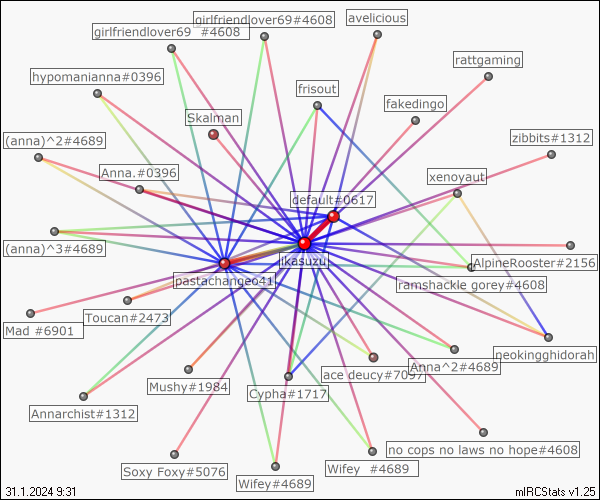 girlfriendlover69 #4608
girlfriendlover69#4608
avelicious
rattgaming
hypomanianna#0396
frisout
fakedingo
Skalman
zibbits#1312
(anna)^2#4689
Anna.#0396
xenoyaut
default#0617
(anna)^3#4689
ikasuzu
AlpineRooster#2156
pastachangeo41
ramshackle gorey#4608
Mad #6901
Toucan#2473
neokingghidorah
Anna^2#4689
ace deucy#7097
Mushy#1984
Cypha#1717
Annarchist#1312
no cops no laws no hope#4608
Soxy Foxy#5076
Wifey #4689
Wifey#4689
31.1.2024 9:31
mIRCStats v1.25